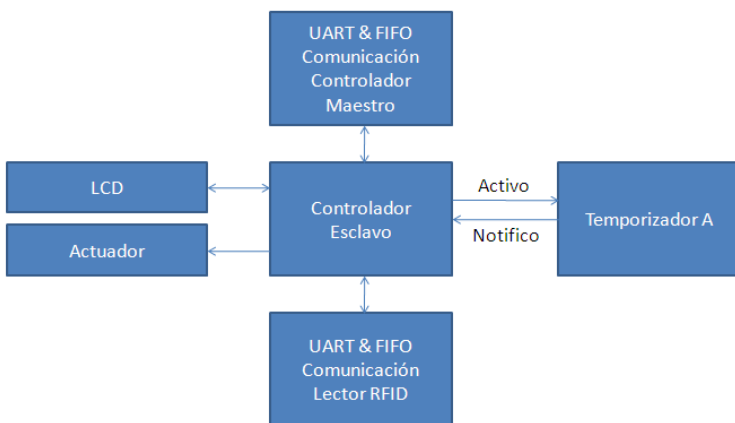 UART & FIFO
Comunicación
Controlador
Maestro
LCD
Actuador
Controlador
Esclavo
Activo
Notifico
Temporizador A
UART & FIFO
Comunicación
Lector RFID